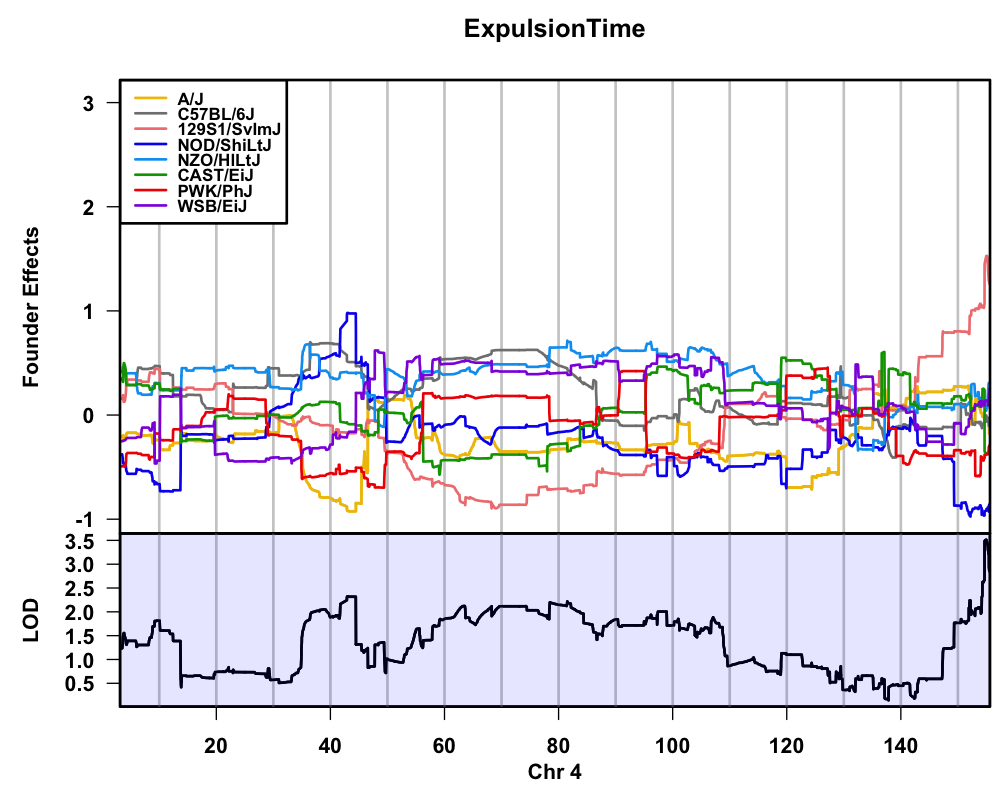 ExpulsionTime
A/J
C57BL/6J
129S1/SvImJ
NOD/ShiLtJ
NZO/HlLtJ
CAST/EiJ
PWK/PhJ
WSB/EiJ
Founder Effects
3
2
1
0
-1
LOD
3.5
3.0
2.5
2.0
1.5
1.0
0.5
20 40 60 80 100 120 140
Chr 4